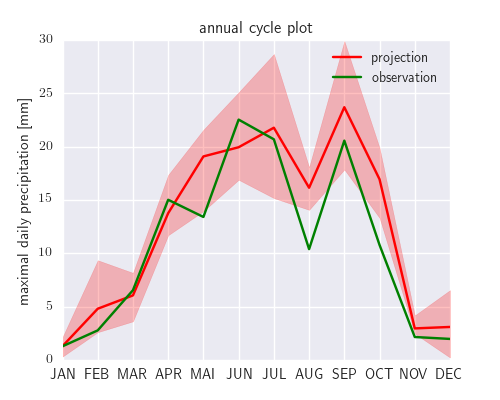 annual cycle plot
projection
observation
maximal daily precipitation [mm]
30
25
20
15
10
5
0
JAN FEB MAR APR MAI JUN JUL AUG SEP OCT NOV DEC